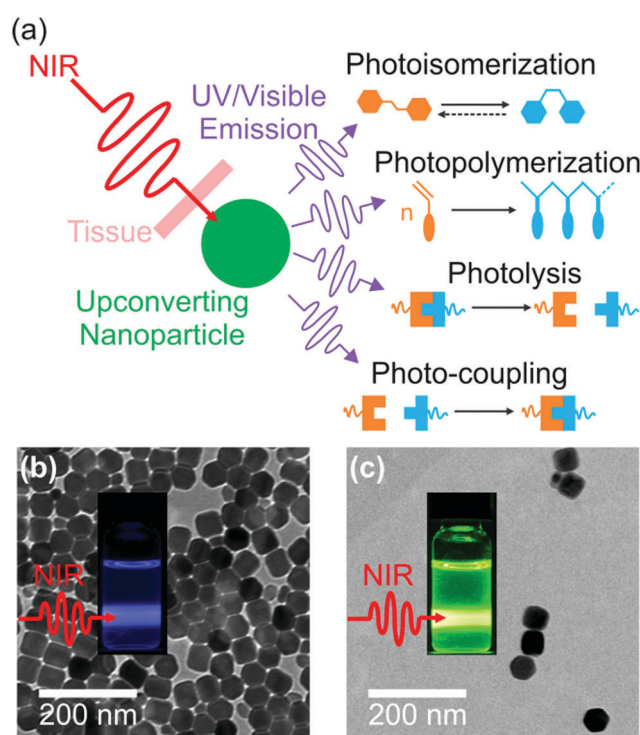 (a)
NIR
UV/Visible
Emission
Tissue
Upconverting
Nanoparticle
Photoisomerization
Photopolymerization
n
Photolysis
Photo-coupling
(b)
NIR
200 nm
(c)
NIR
200 nm